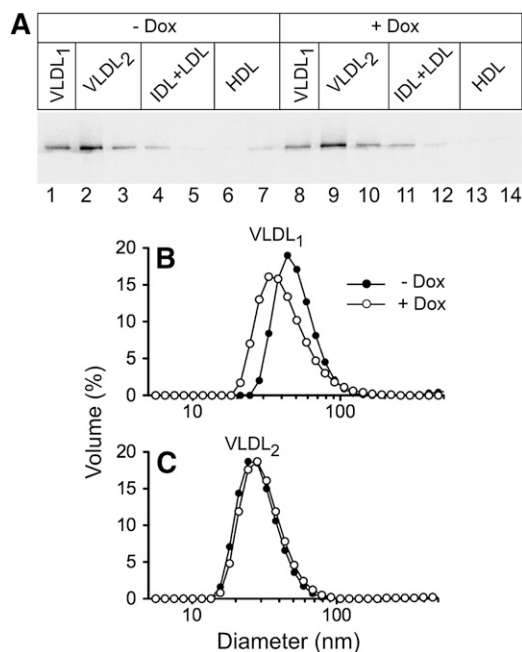 A
- Dox + Dox
VLDL1 VLDL2 IDL+LDL HDL VLDL1 VLDL2 IDL+LDL HDL
1 2 3 4 5 6 7 8 9 10 11 12 13 14
B
VLDL1
- Dox
+ Dox
20
15
10
5
0
10 100
C
VLDL2
20
15
10
5
0
10 100
Volume (%)
Diameter (nm)